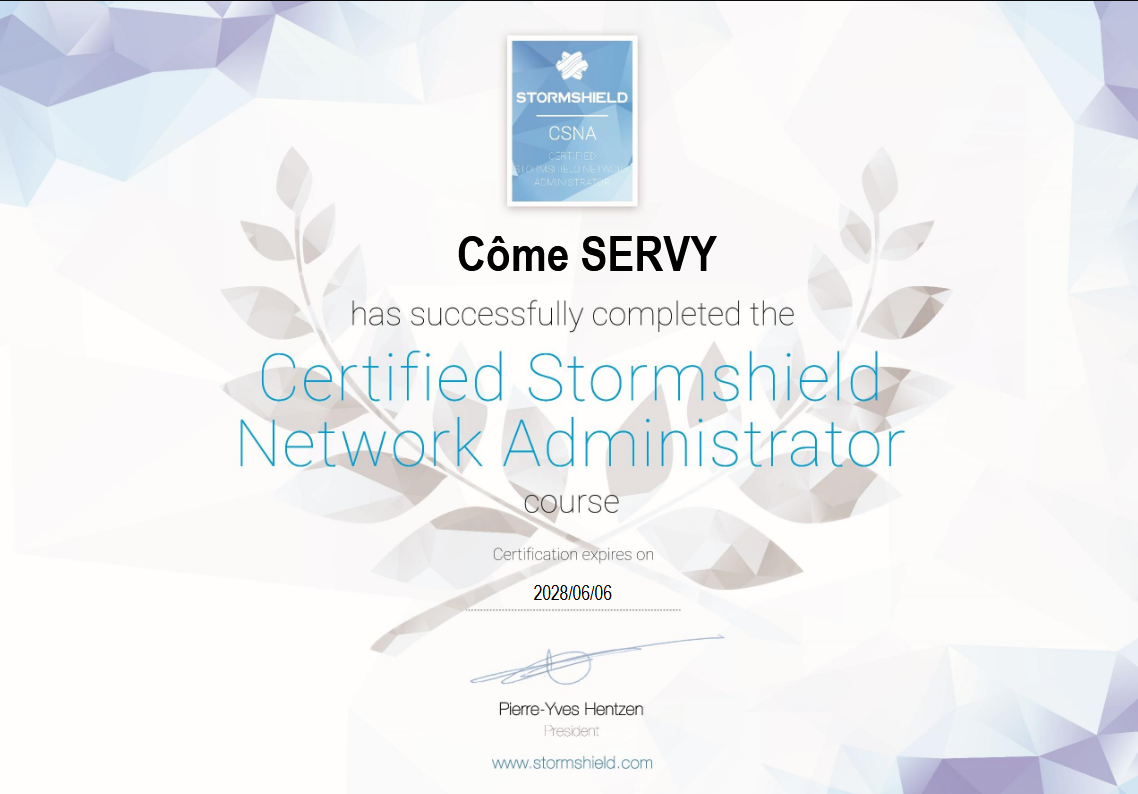 STORMSHIELD
CSNA
CERTIFIED
STORMSHIELD NETWORK
ADMINISTRATOR
Côme SERVY
has successfully completed the
Certified Stormshield
Network Administrator
course
Certification expires on
2028/06/06
Pierre-Yves Hentzen
President
www.stormshield.com